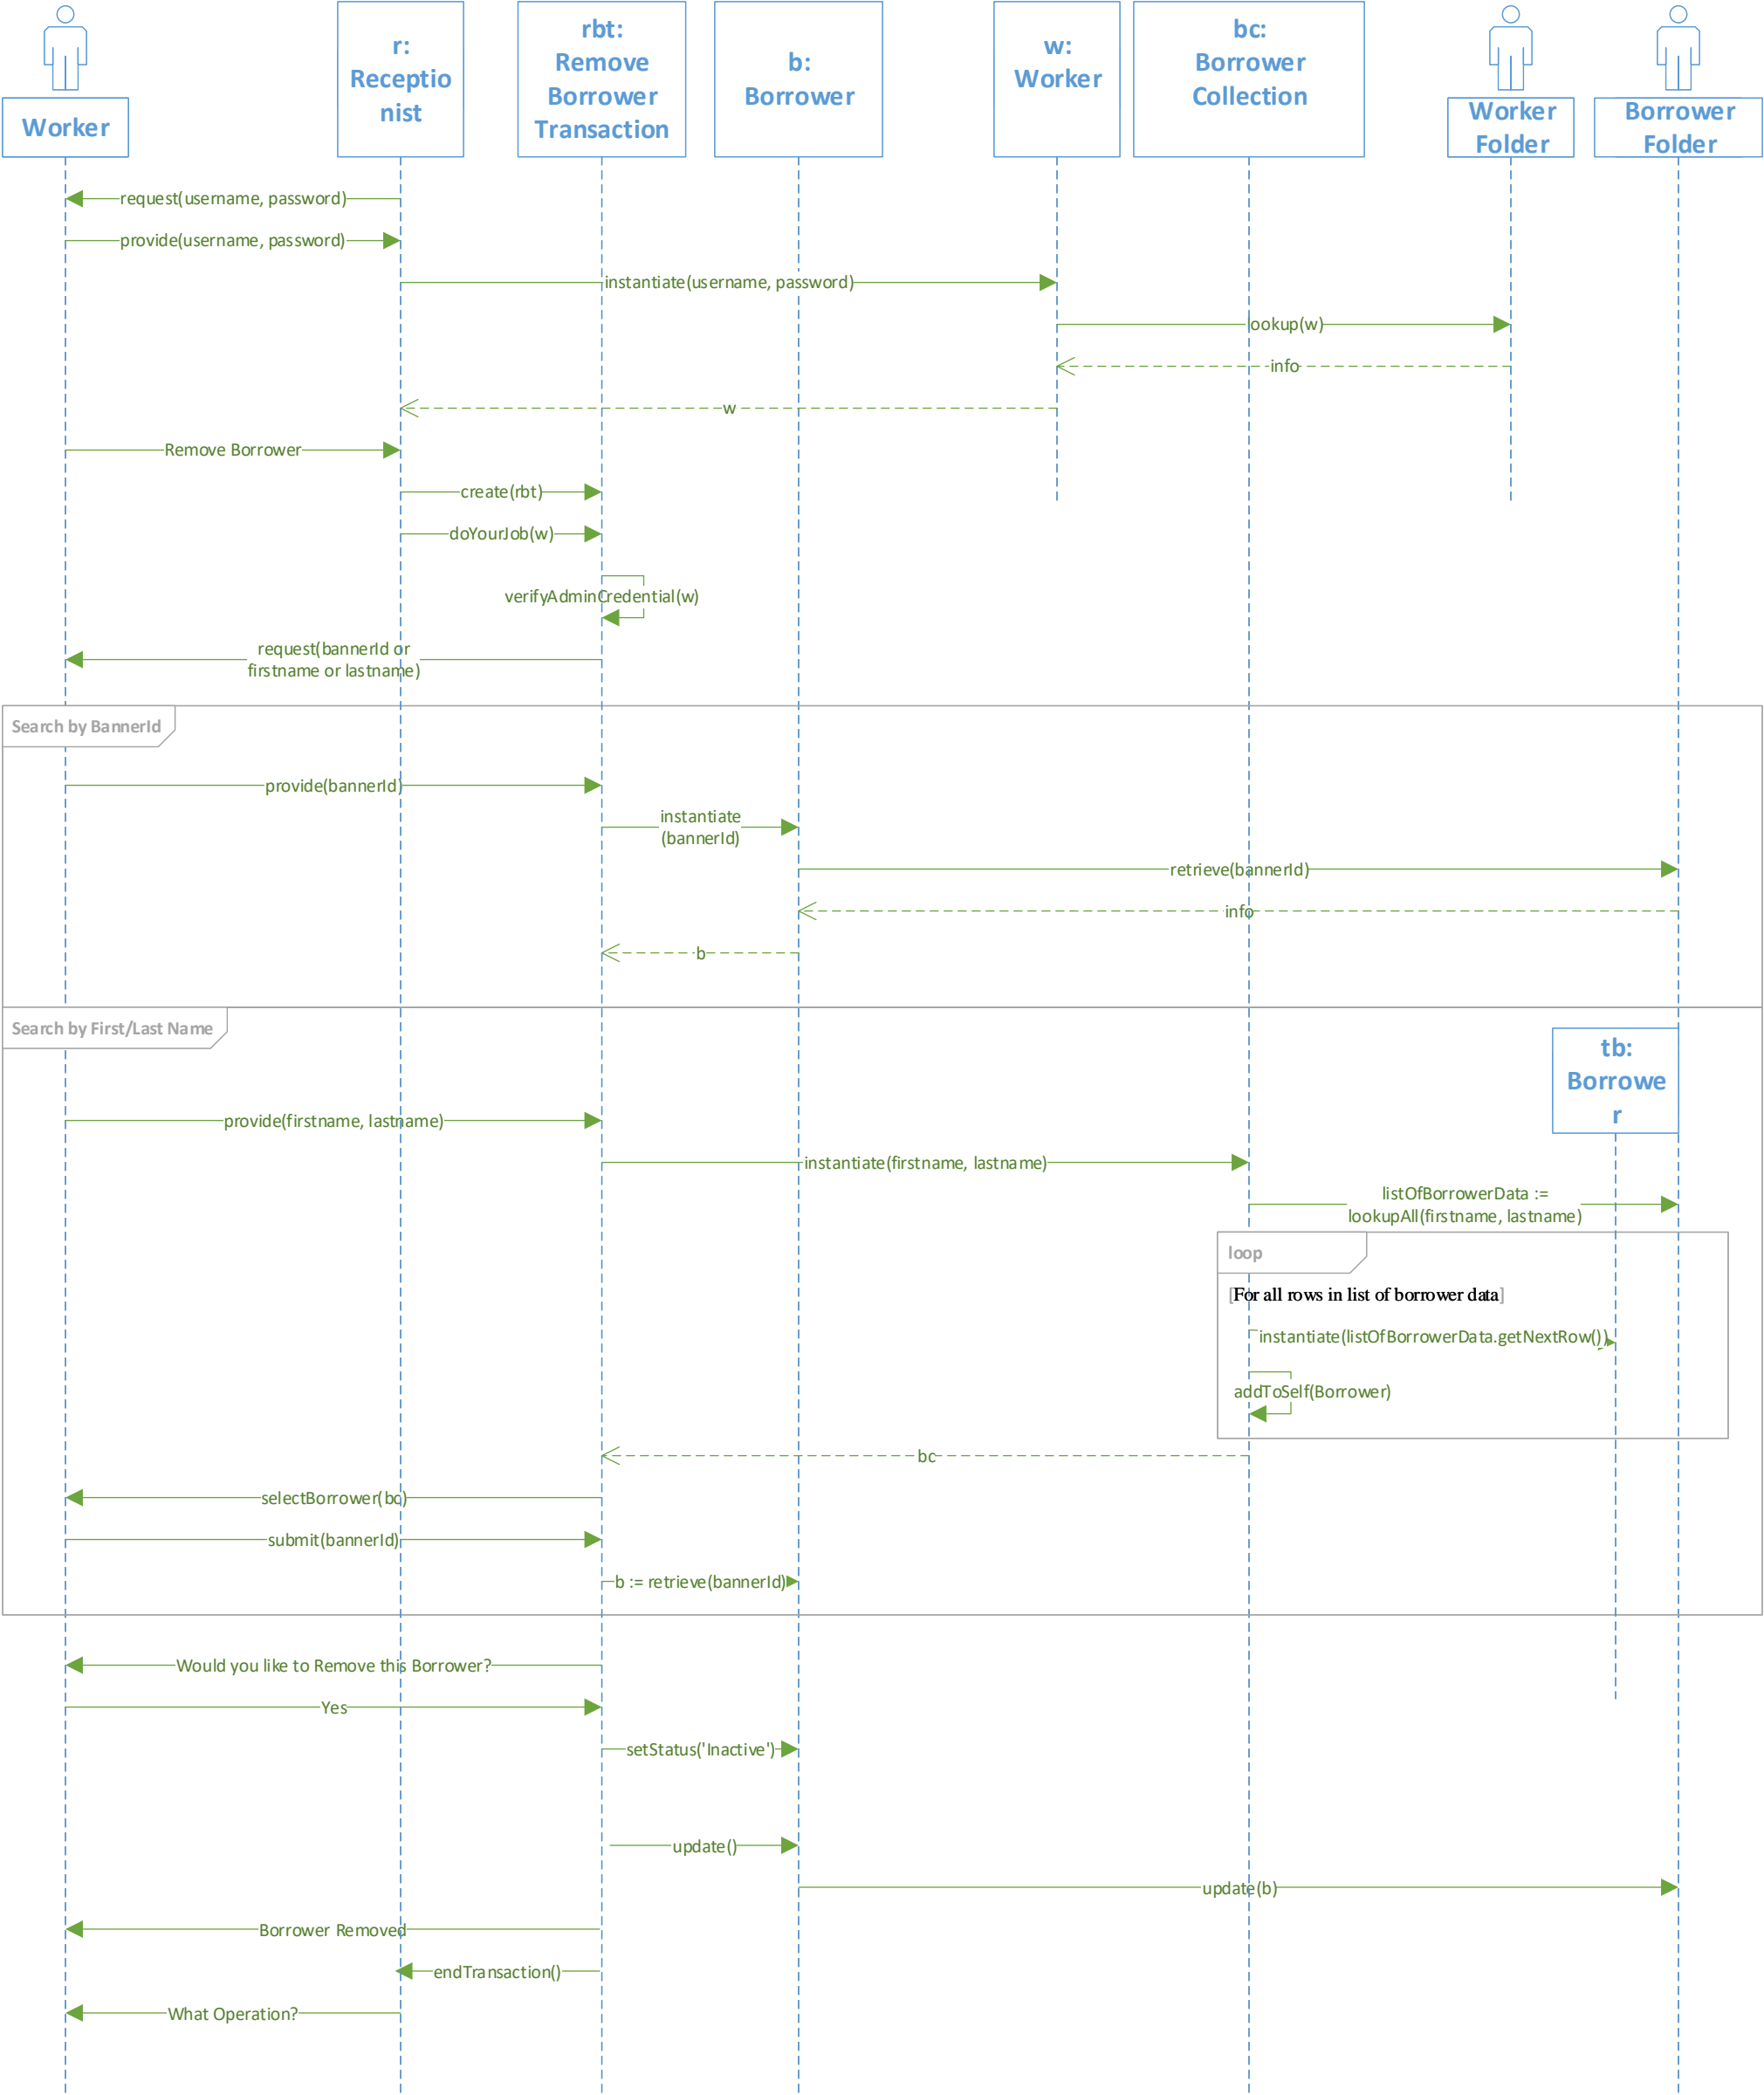 Worker
r:
Receptio
nist
rbt:
Remove
Borrower
Transaction
b:
Borrower
w:
Worker
bc:
Borrower
Collection
Worker
Folder
Borrower
Folder
request(username, password)
provide(username, password)
instantiate(username, password)
lookup(w)
info
w
Remove Borrower
create(rbt)
doYourJob(w)
verifyAdminCredential(w)
request(bannerId or
firstname or lastname)
Search by BannerId
provide(bannerId)
instantiate
(bannerId)
retrieve(bannerId)
info
b
Search by First/Last Name
tb:
Borrowe
r
provide(firstname, lastname)
instantiate(firstname, lastname)
listOfBorrowerData :=
lookupAll(firstname, lastname)
loop
[For all rows in list of borrower data]
instantiate(listOfBorrowerData.getNextRow())
addToSelf(Borrower)
bc
selectBorrower(bc)
submit(bannerId)
b := retrieve(bannerId)
Would you like to Remove this Borrower?
Yes
setStatus('Inactive')
update()
update(b)
Borrower Removed
endTransaction()
What Operation?